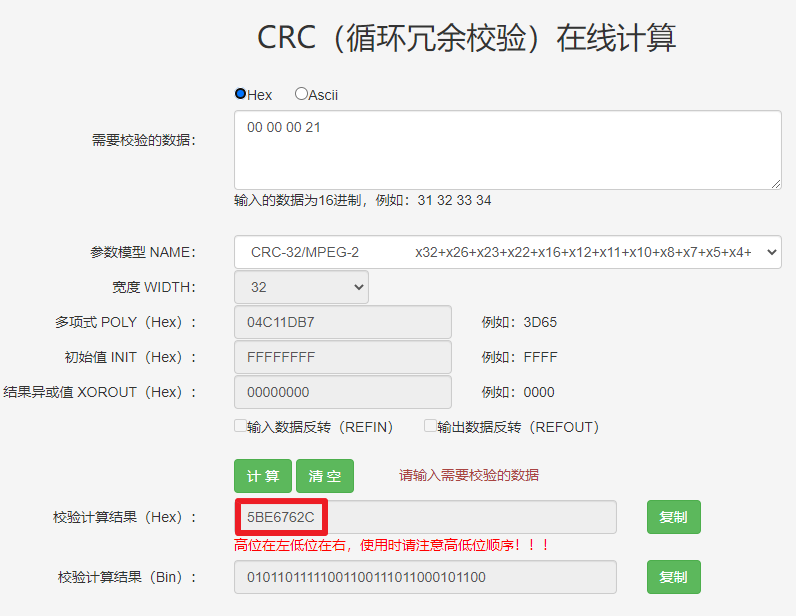 CRC（循环冗余校验）在线计算
Hex Ascii
需要校验的数据：
00 00 00 21
输入的数据为16进制，例如：31 32 33 34
参数模型 NAME： CRC-32/MPEG-2 x32+x26+x23+x22+x16+x12+x11+x10+x8+x7+x5+x4+
宽度 WIDTH： 32
多项式 POLY（Hex）： 04C11DB7 例如：3D65
初始值 INIT（Hex）： FFFFFFFF 例如：FFFF
结果异或值 XOROUT（Hex）： 00000000 例如：0000
输入数据反转（REFIN） 输出数据反转（REFOUT）
计 算 清 空 请输入需要校验的数据
校验计算结果（Hex）： 5BE6762C 复制
高位在左低位在右，使用时请注意高低位顺序！！！
校验计算结果（Bin）： 01011011111001100111011000101100 复制